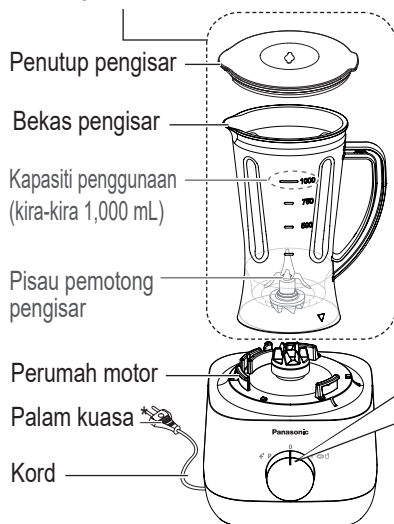 Penutup pengisar
Bekas pengisar
Kapasiti penggunaan
(kira-kira 1,000 mL)
1000
750
500
Pisau pemotong
pengisar
Perumah motor
Palam kuasa
Panasonic
0
P
Kord